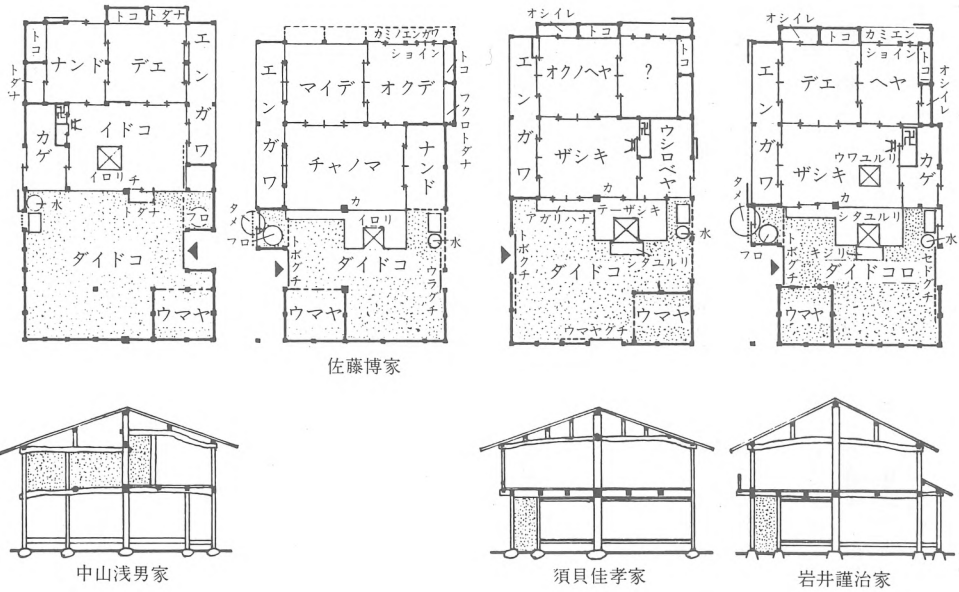 トコ
トダナ
トコ
ナンド
デエ
エンガワ
トダナ
カゲ
イドコ
イロリ
チ
トダナ
水
フロ
ダイドコ
ウマヤ
カミフエンガワ
ショイン
エンガワ
マイデ
オクデ
トコ
フクロトダナ
チャノマ
ナンド
カ
タメ
フロ
イロリ
水
トボグチ
ダイドコ
ウラグチ
ウマヤ
佐藤博家
オシイレ
トコ
エンガワ
オクノヘヤ
?
トコ
ザシキ
ウシロベヤ
カ
アガリハナ
テーザシキ
水
トボクチ
シタユルリ
ダイドコ
ウマヤグチ
ウマヤ
オシイレ
トコ
カミエン
ショイン
エンガワ
デエ
ヘヤ
トコ
オシイレ
ザシキ
ウワユルリ
カゲ
カ
タメ
シタユルリ
水
フロ
トボグチ
キジリ
ダイドコロ
セドグチ
ウマヤ
中山浅男家
須貝佳孝家
岩井謹治家